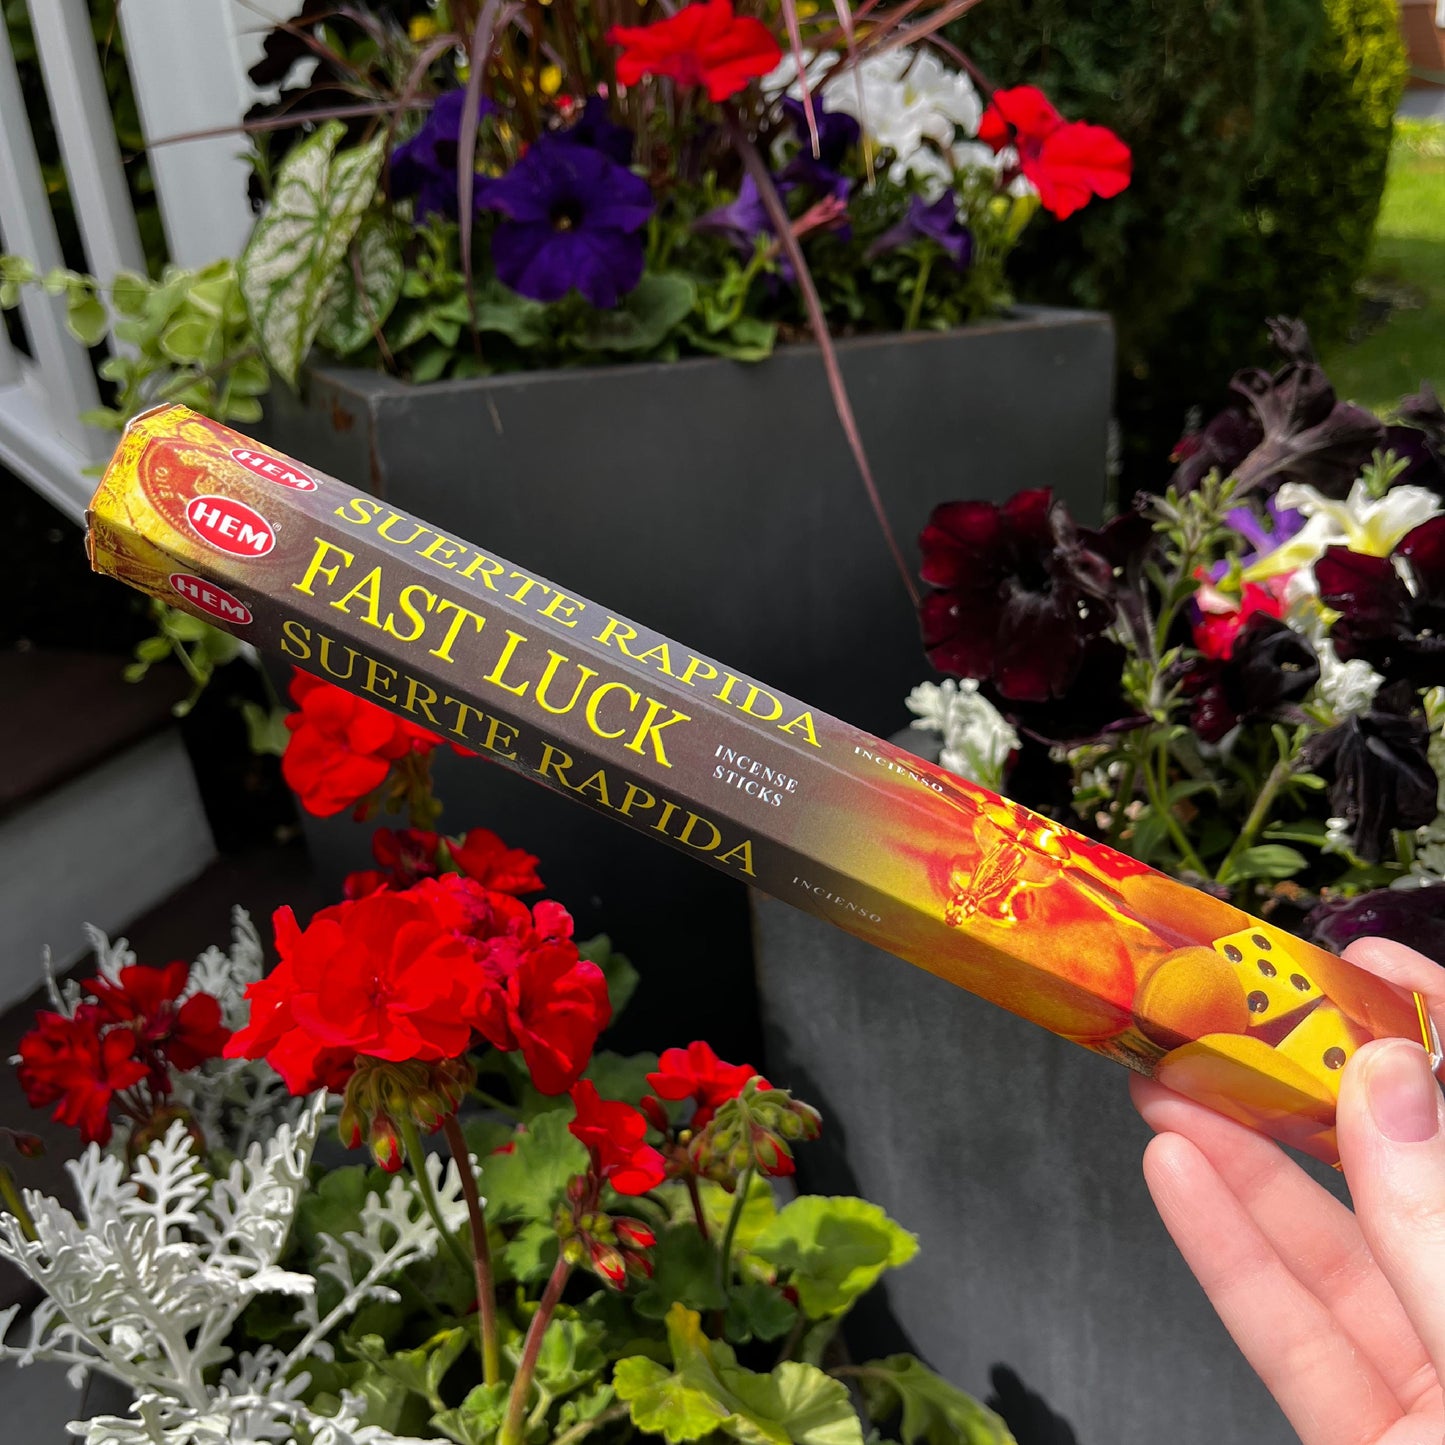 HEM
SUERTE RAPIDA
INCIENSO
HEM®
FAST LUCK
INCENSE
STICKS
HEM
SUERTE RAPIDA
INCIENSO